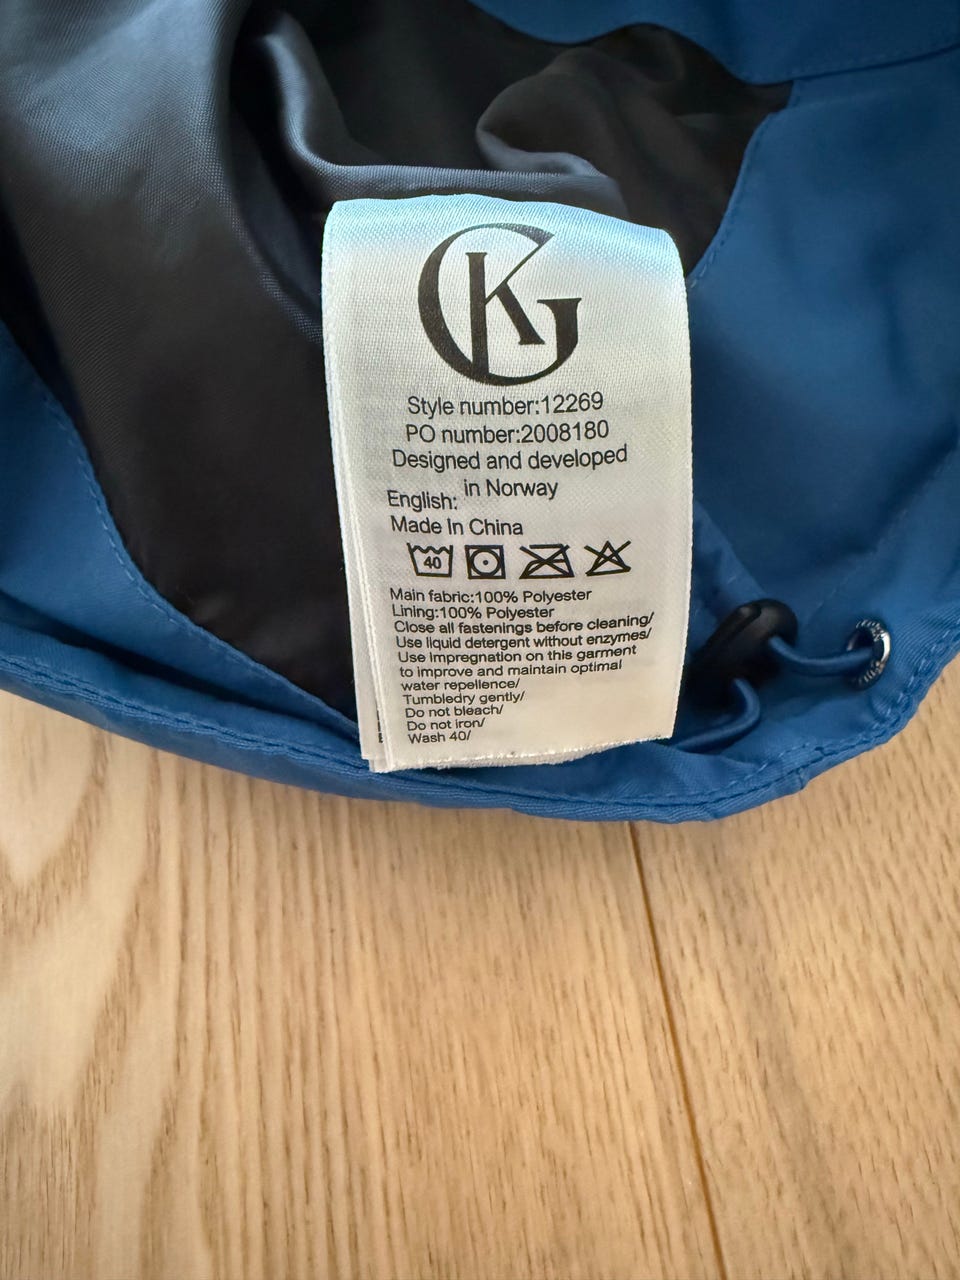 KG
Style number:12269
PO number:2008180
Designed and developed
in Norway
English:
Made In China
40
Main fabric:100% Polyester
Lining:100% Polyester
Close all fastenings before cleaning/
Use liquid detergent without enzymes/
Use Impregnation on this garment
to improve and maintain optimal
water repellence/
Tumbledry gently/
Do not bleach/
Do not iron/
Wash 40/